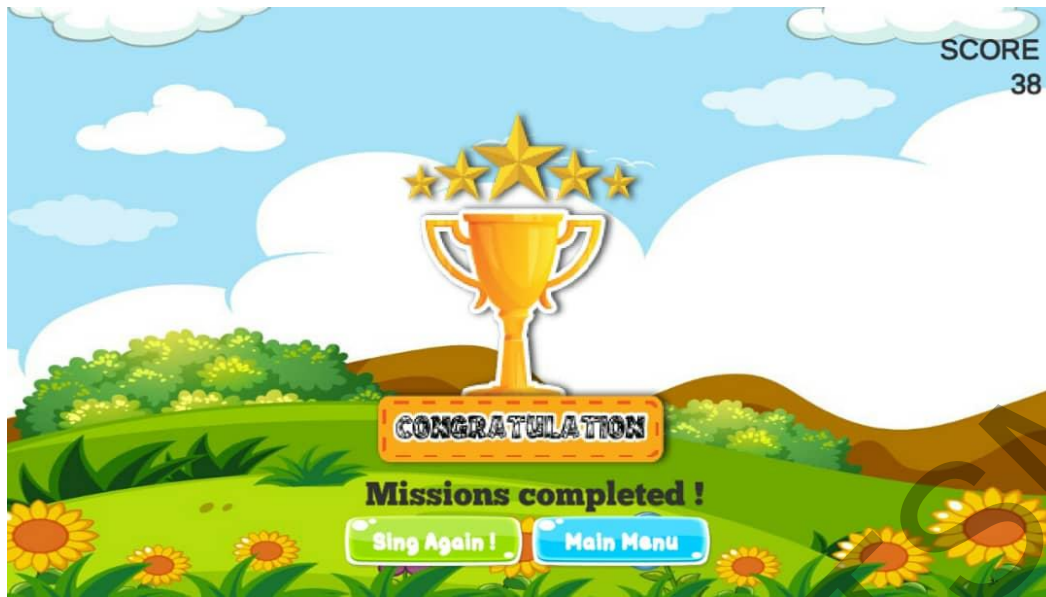 SCORE
38
CONGRATULATION
Missions completed !
Sing Again !
Main Menu